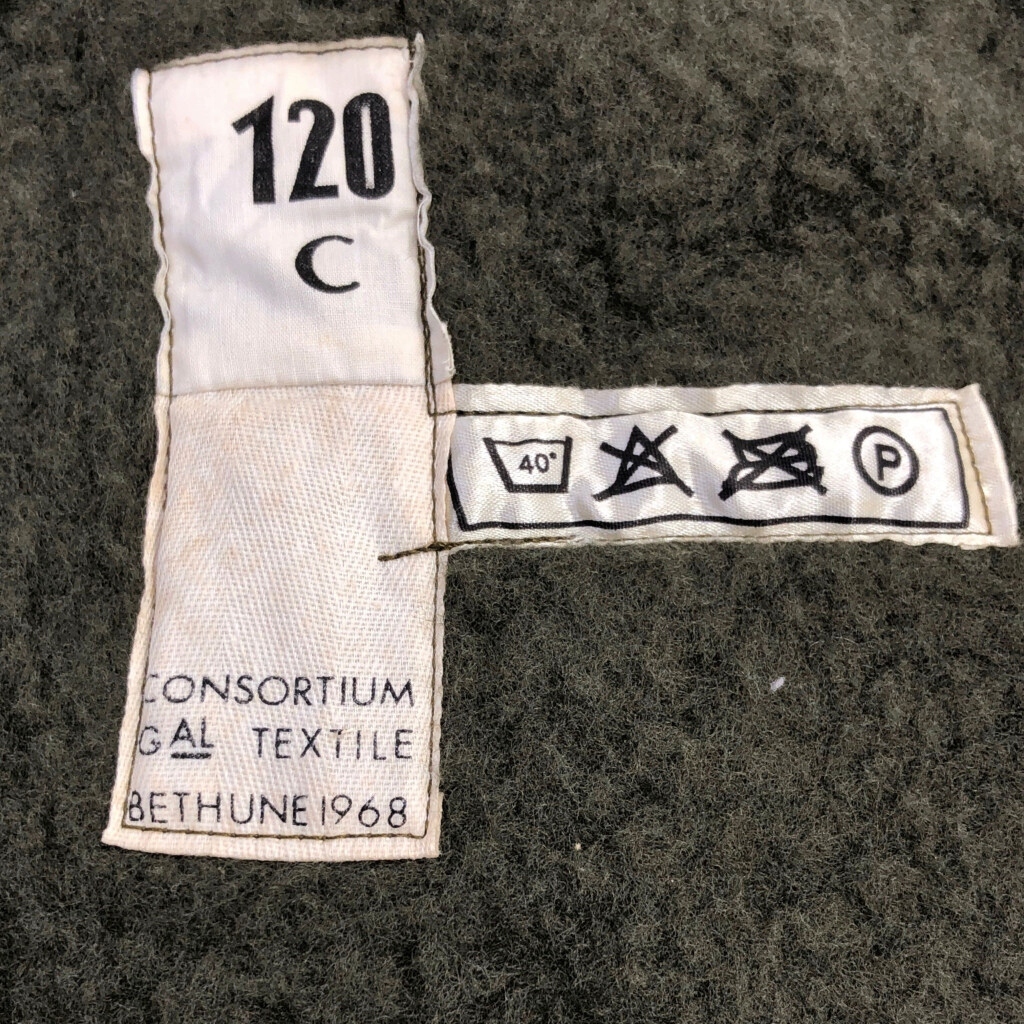 120
C
40°
P
CONSORTIUM
GAL TEXTILE
BETHUNE 1968